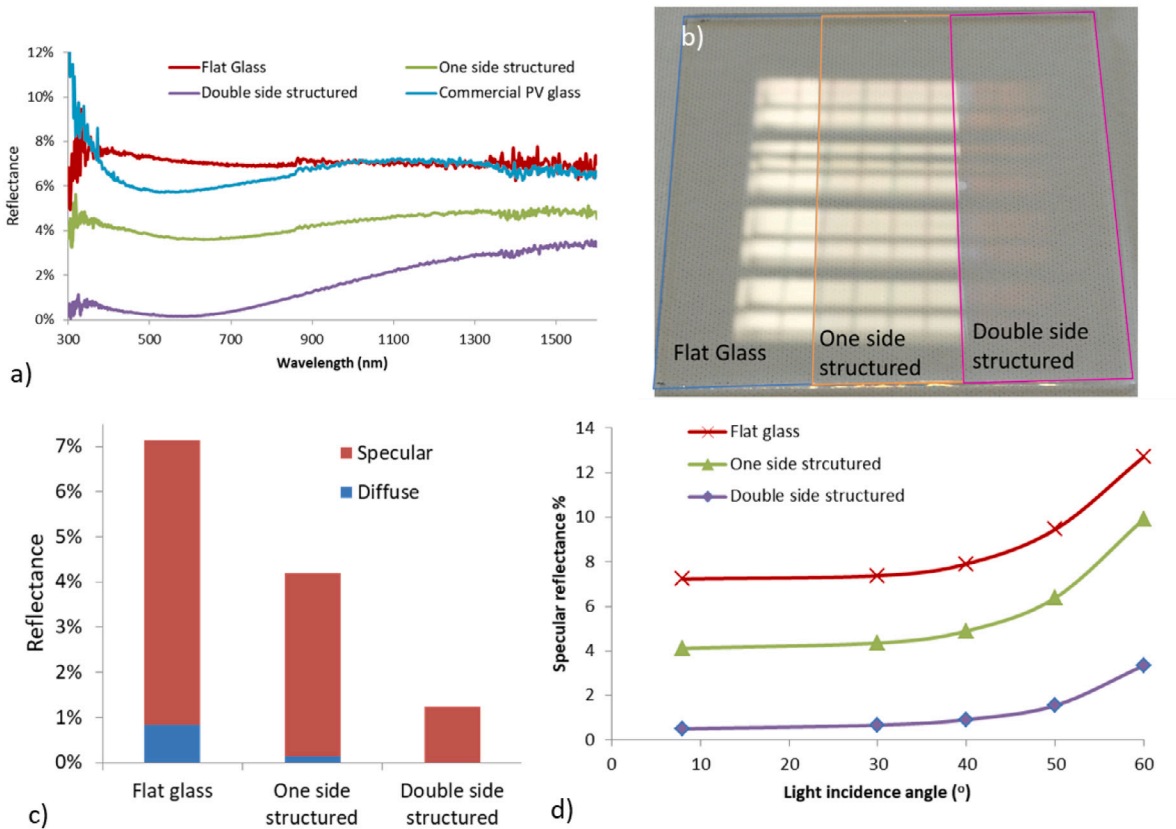 12%
10%
8%
6%
4%
2%
0%
Reflectance
300
500
700
900
1100
1300
1500
Wavelength (nm)
Flat Glass
One side structured
Double side structured
Commercial PV glass
a)
b)
Flat Glass
One side
structured
Double side
structured
7%
6%
5%
4%
3%
2%
1%
0%
Reflectance
Specular
Diffuse
Flat glass
One side
structured
Double side
structured
c)
14
12
10
8
6
4
2
0
Specular reflectance %
Flat glass
One side strcutured
Double side structured
0
10
20
30
40
50
60
Light incidence angle (°)
d)